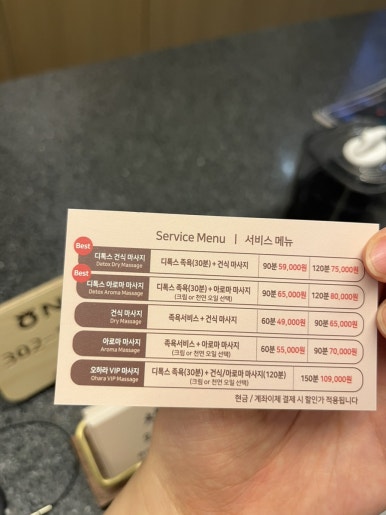 Service Menu | 서비스 메뉴
Best
디톡스 건식 마사지 디톡스 족욕(30분) + 건식 마사지 90분 59,000원 120분 75,000원
Detox Dry Massage
Best
디톡스 아로마 마사지 디톡스 족욕(30분) + 아로마 마사지 90분 65,000원 120분 80,000원
Detox Aroma Massage (크림 or 천연 오일 선택)
건식 마사지 족욕서비스 + 건식 마사지 60분 49,000원 90분 65,000원
Dry Massage
아로마 마사지 족욕서비스 + 아로마 마사지 60분 55,000원 90분 70,000원
Aroma Massage (크림 or 천연 오일 선택)
오하라 VIP 마사지 디톡스 족욕(30분) + 건식/아로마 마사지(120분) 150분 109,000원
Ohara VIP Massage (크림 or 천연 오일 선택)
현금 / 계좌이체 결제 시 할인가 적용됩니다
302